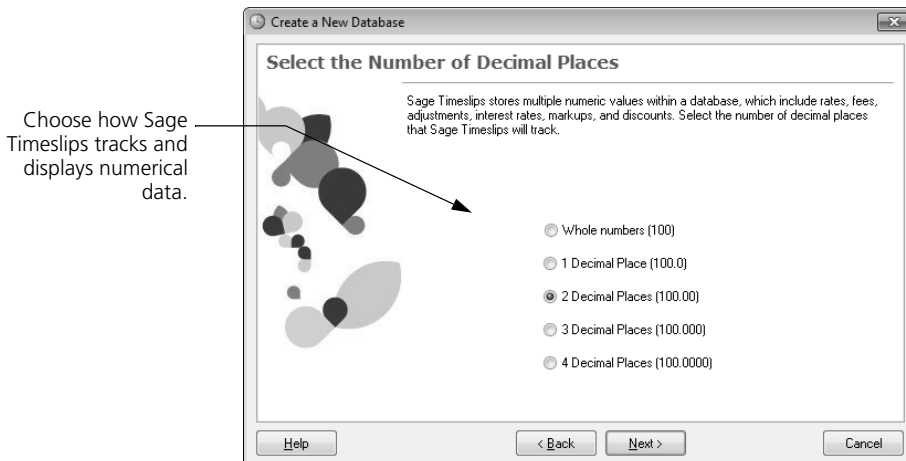 Create a New Database
Select the Number of Decimal Places
Sage Timeslips stores multiple numeric values within a database, which include rates, fees,
adjustments, interest rates, markups, and discounts. Select the number of decimal places
that Sage Timeslips will track.
Choose how Sage
Timeslips tracks and
displays numerical
data.
Whole numbers (100)
1 Decimal Place (100.0)
2 Decimal Places (100.00)
3 Decimal Places (100.000)
4 Decimal Places (100.0000)
Help
< Back
Next >
Cancel